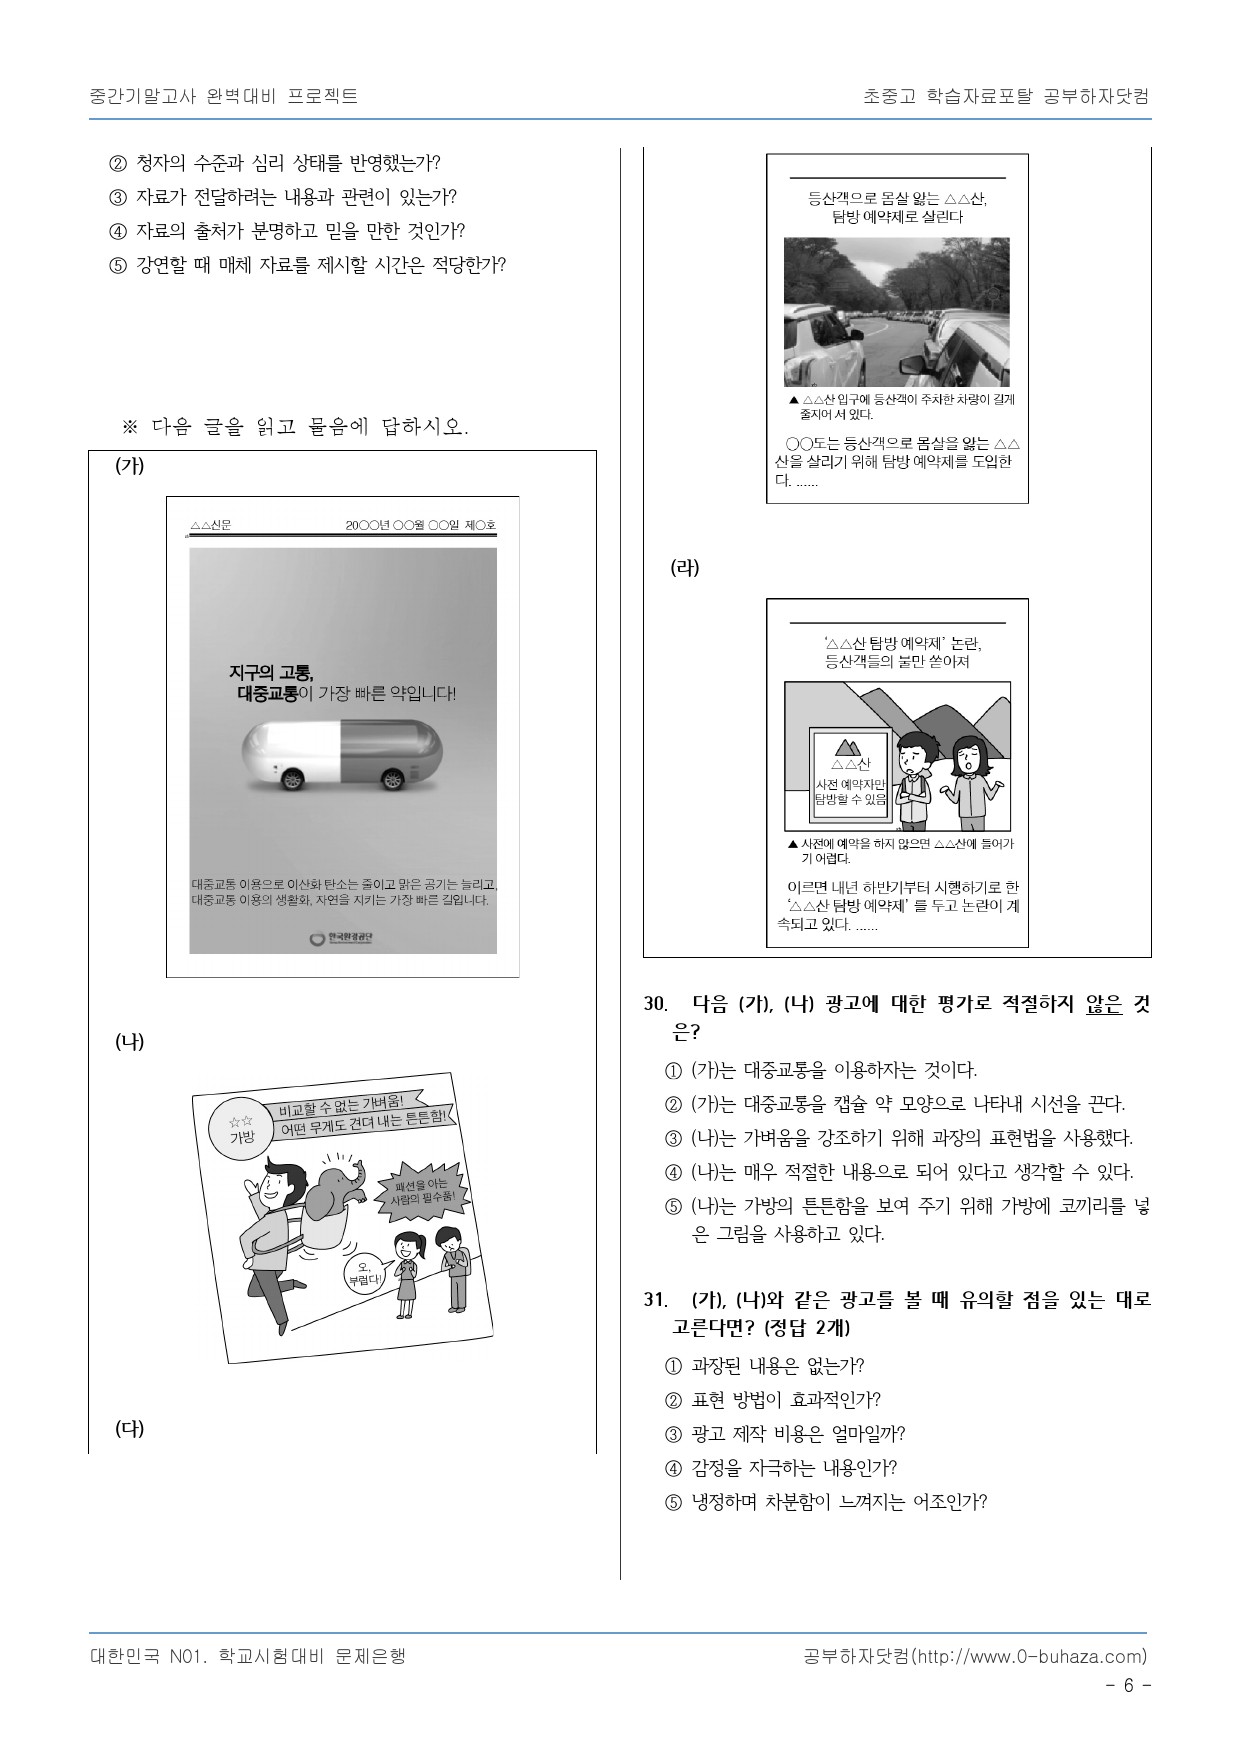 중간기말고사 완벽대비 프로젝트
초중고 학습자료포탈 공부하자닷컴
② 청자의 수준과 심리 상태를 반영했는가?
③ 자료가 전달하려는 내용과 관련이 있는가?
④ 자료의 출처가 분명하고 믿을 만한 것인가?
⑤ 강연할 때 매체 자료를 제시할 시간은 적당한가?
※ 다음 글을 읽고 물음에 답하시오.
(가)
△△신문 20○○년 ○○월 ○○일 제○호
지구의 고통,
대중교통이 가장 빠른 약입니다!
대중교통 이용으로 이산화 탄소는 줄이고 맑은 공기는 늘리고,
대중교통 이용의 생활화, 자연을 지키는 가장 빠른 길입니다.
한국환경공단
(나)
☆☆
가방
비교할 수 없는 가벼움!
어떤 무게도 견뎌 내는 튼튼함!
패션을 아는
사람의 필수품!
오,
부럽다!
(다)
등산객으로 몸살 앓는 △△산,
탐방 예약제로 살린다
▲ △△산 입구에 등산객이 주차한 차량이 길게
줄지어 서 있다.
○○도는 등산객으로 몸살을 앓는 △△
산을 살리기 위해 탐방 예약제를 도입한
다. ......
(라)
‘△△산 탐방 예약제’ 논란,
등산객들의 불만 쏟아져
△△산
사전 예약자만
탐방할 수 있음
▲ 사전에 예약을 하지 않으면 △△산에 들어가
기 어렵다.
이르면 내년 하반기부터 시행하기로 한
‘△△산 탐방 예약제’ 를 두고 논란이 계
속되고 있다. ......
30. 다음 (가), (나) 광고에 대한 평가로 적절하지 않은 것
은?
① (가)는 대중교통을 이용하자는 것이다.
② (가)는 대중교통을 캡슐 약 모양으로 나타내 시선을 끈다.
③ (나)는 가벼움을 강조하기 위해 과장의 표현법을 사용했다.
④ (나)는 매우 적절한 내용으로 되어 있다고 생각할 수 있다.
⑤ (나)는 가방의 튼튼함을 보여 주기 위해 가방에 코끼리를 넣
은 그림을 사용하고 있다.
31. (가), (나)와 같은 광고를 볼 때 유의할 점을 있는 대로
고른다면? (정답 2개)
① 과장된 내용은 없는가?
② 표현 방법이 효과적인가?
③ 광고 제작 비용은 얼마일까?
④ 감정을 자극하는 내용인가?
⑤ 냉정하며 차분함이 느껴지는 어조인가?
대한민국 N01. 학교시험대비 문제은행
공부하자닷컴(http://www.0-buhaza.com)
- 6 -